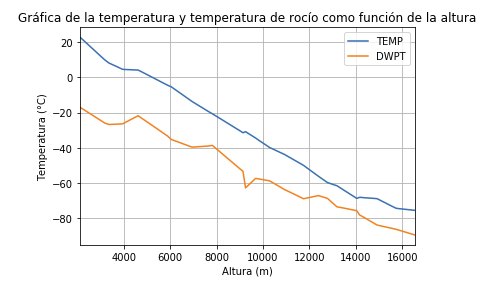 Gráfica de la temperatura y temperatura de rocío como función de la altura
TEMP
DWPT
20
0
−20
−40
−60
−80
Temperatura (°C)
4000 6000 8000 10000 12000 14000 16000
Altura (m)